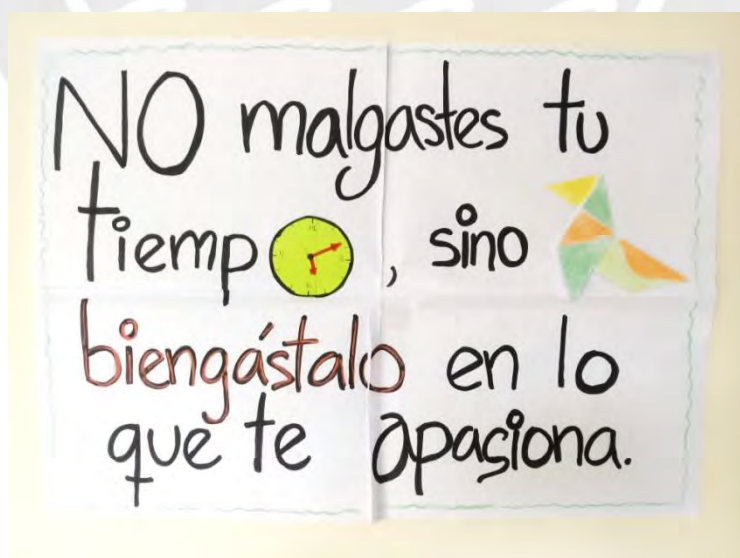 NO malgastes tu
tiempo, sino
biengástalo en lo
que te apasiona.